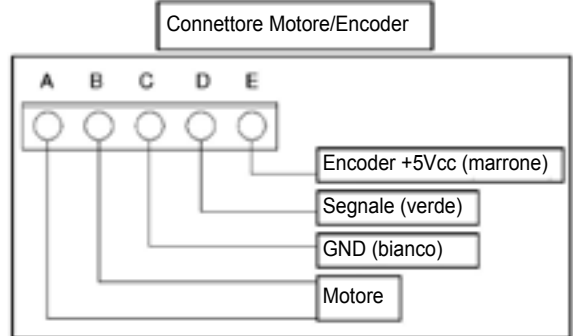 Connettore Motore/Encoder
A B C D E
Encoder +5Vcc (marrone)
Segnale (verde)
GND (bianco)
Motore